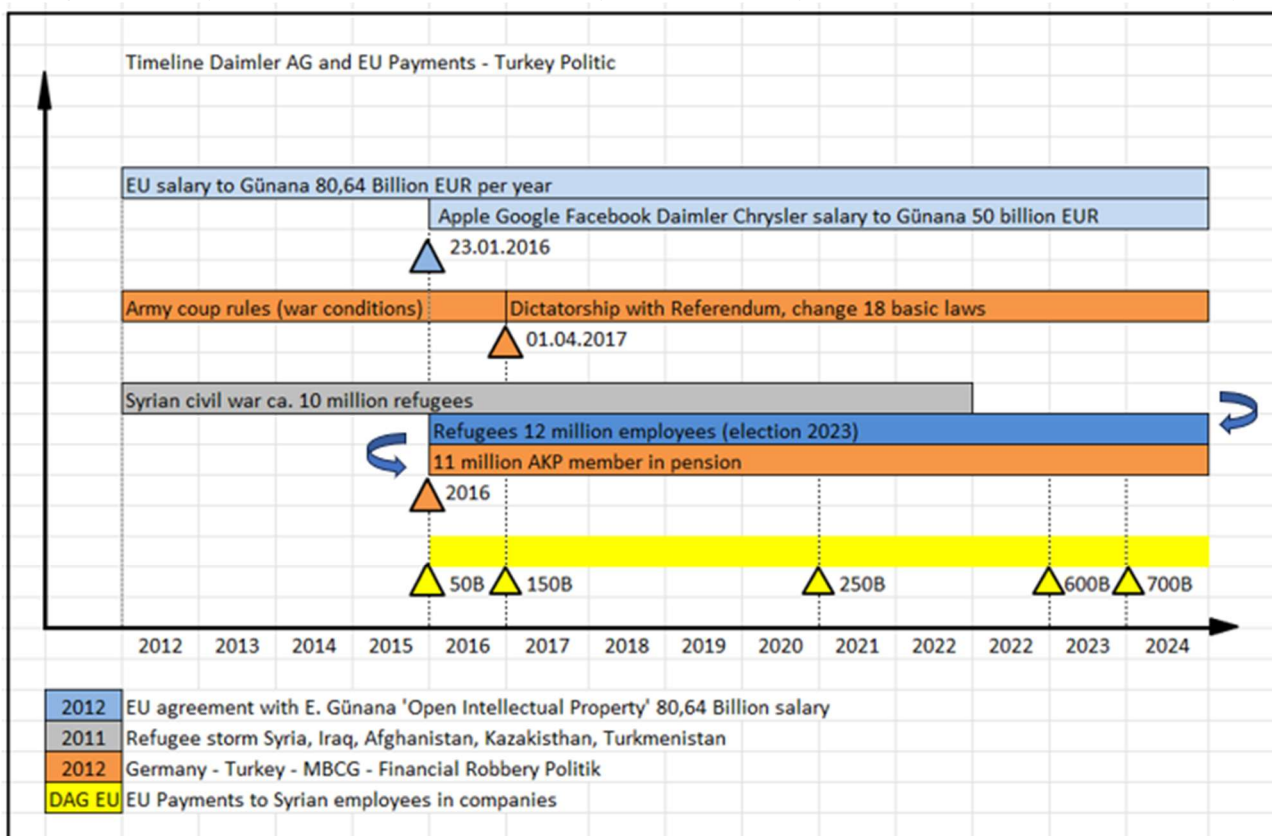 Timeline Daimler AG and EU Payments - Turkey Politic
EU salary to Günana 80,64 Billion EUR per year
Apple Google Facebook Daimler Chrysler salary to Günana 50 billion EUR
23.01.2016
Army coup rules (war conditions) Dictatorship with Referendum, change 18 basic laws
01.04.2017
Syrian civil war ca. 10 million refugees
Refugees 12 million employees (election 2023)
11 million AKP member in pension
2016
50B 150B 250B 600B 700B
2012 2013 2014 2015 2016 2017 2018 2019 2020 2021 2022 2022 2023 2024
2012 EU agreement with E. Günana 'Open Intellectual Property' 80,64 Billion salary
2011 Refugee storm Syria, Iraq, Afghanistan, Kazakisthan, Turkmenistan
2012 Germany - Turkey - MBCG - Financial Robbery Politik
DAG EU EU Payments to Syrian employees in companies